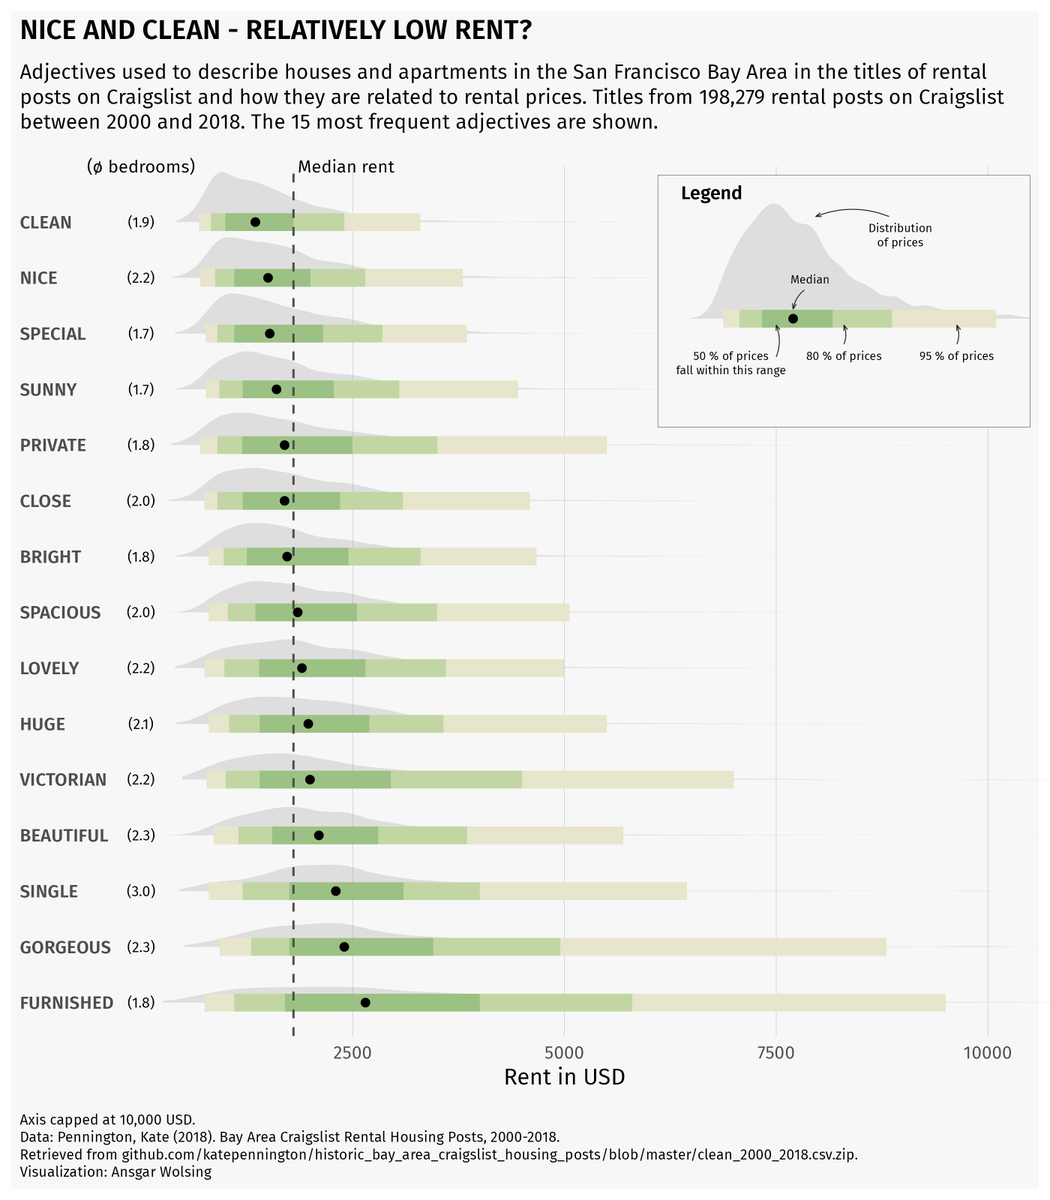 NICE AND CLEAN - RELATIVELY LOW RENT?
Adjectives used to describe houses and apartments in the San Francisco Bay Area in the titles of rental
posts on Craigslist and how they are related to rental prices. Titles from 198,279 rental posts on Craigslist
between 2000 and 2018. The 15 most frequent adjectives are shown.
(ø bedrooms) Median rent
Legend
Distribution
of prices
Median
50 % of prices
fall within this range
80 % of prices
95 % of prices
CLEAN (1.9)
NICE (2.2)
SPECIAL (1.7)
SUNNY (1.7)
PRIVATE (1.8)
CLOSE (2.0)
BRIGHT (1.8)
SPACIOUS (2.0)
LOVELY (2.2)
HUGE (2.1)
VICTORIAN (2.2)
BEAUTIFUL (2.3)
SINGLE (3.0)
GORGEOUS (2.3)
FURNISHED (1.8)
2500 5000 7500 10000
Rent in USD
Axis capped at 10,000 USD.
Data: Pennington, Kate (2018). Bay Area Craigslist Rental Housing Posts, 2000-2018.
Retrieved from github.com/katepennington/historic_bay_area_craigslist_housing_posts/blob/master/clean_2000_2018.csv.zip.
Visualization: Ansgar Wolsing